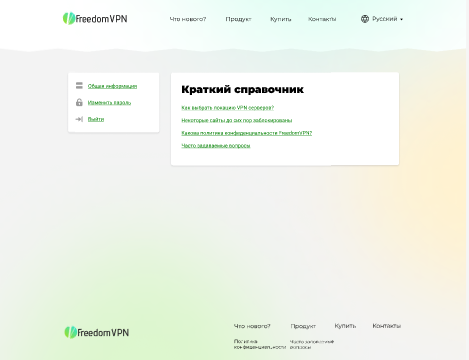 FreedomVPN
Что нового?
Продукт
Купить
Контакты
Русский
Общая информация
Изменить пароль
Выйти
Краткий справочник
Как выбрать локацию VPN серверов?
Некоторые сайты до сих пор заблокированы
Какова политика конфиденциальности FreedomVPN?
Часто задаваемые вопросы
FreedomVPN
Что нового?
Продукт
Купить
Контакты
Политика
конфиденциальности
Часто задаваемые
вопросы